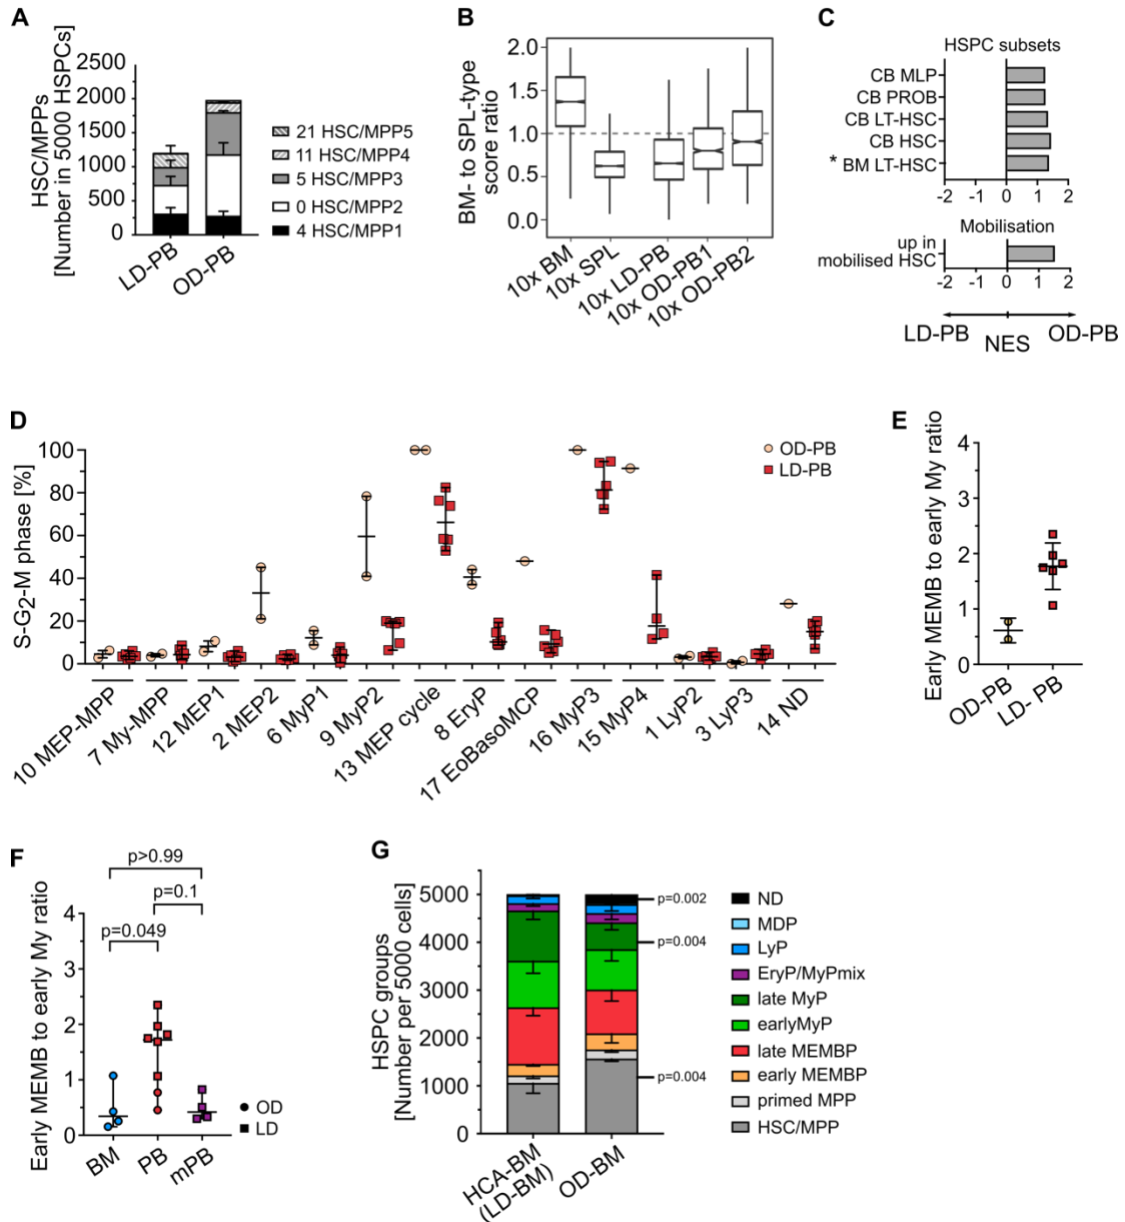 A
HSC/MPPs
[Number in 5000 HSPCs]
2500
2000
1500
1000
500
0
LD-PB
OD-PB
21 HSC/MPP5
11 HSC/MPP4
5 HSC/MPP3
0 HSC/MPP2
4 HSC/MPP1
B
BM- to SPL-type
score ratio
2.0
1.5
1.0
0.5
0.0
10x BM
10x SPL
10x LD-PB
10x OD-PB1
10x OD-PB2
C
HSPC subsets
CB MLP
CB PROB
CB LT-HSC
CB HSC
* BM LT-HSC
-2 -1 0 1 2
Mobilisation
up in
mobilised HSC
-2 -1 0 1 2
LD-PB NES OD-PB
D
S-G2-M phase [%]
100
80
60
40
20
0
OD-PB
LD-PB
10 MEP-MPP
7 My-MPP
12 MEP1
2 MEP2
6 MyP1
9 MyP2
13 MEP cycle
8 EryP
17 EoBasoMCP
16 MyP3
15 MyP4
1 LyP2
3 LyP3
14 ND
E
Early MEMB to early My ratio
4
3
2
1
0
OD-PB
LD- PB
F
Early MEMB to early My ratio
p>0.99
p=0.1
p=0.049
4
3
2
1
0
BM
PB
mPB
OD
LD
G
HSPC groups
[Number per 5000 cells]
5000
4000
3000
2000
1000
0
HCA-BM
(LD-BM)
OD-BM
p=0.002
p=0.004
p=0.004
ND
MDP
LyP
EryP/MyPmix
late MyP
earlyMyP
late MEMBP
early MEMBP
primed MPP
HSC/MPP